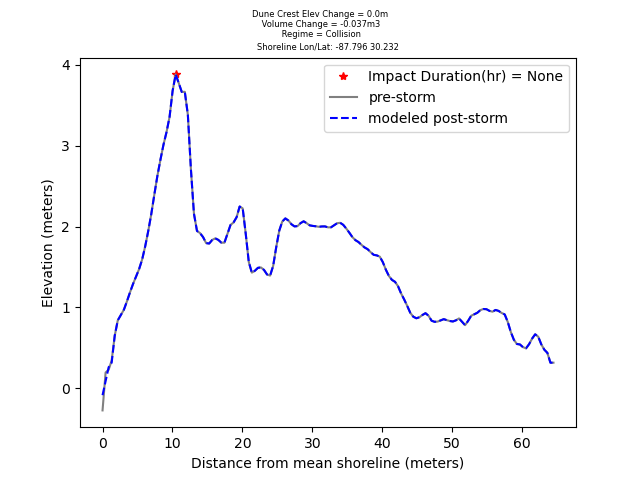 Dune Crest Elev Change = 0.0m
Volume Change = -0.037m3
Regime = Collision
Shoreline Lon/Lat: -87.796 30.232
Impact Duration(hr) = None
pre-storm
modeled post-storm
Elevation (meters)
4
3
2
1
0
0 10 20 30 40 50 60
Distance from mean shoreline (meters)